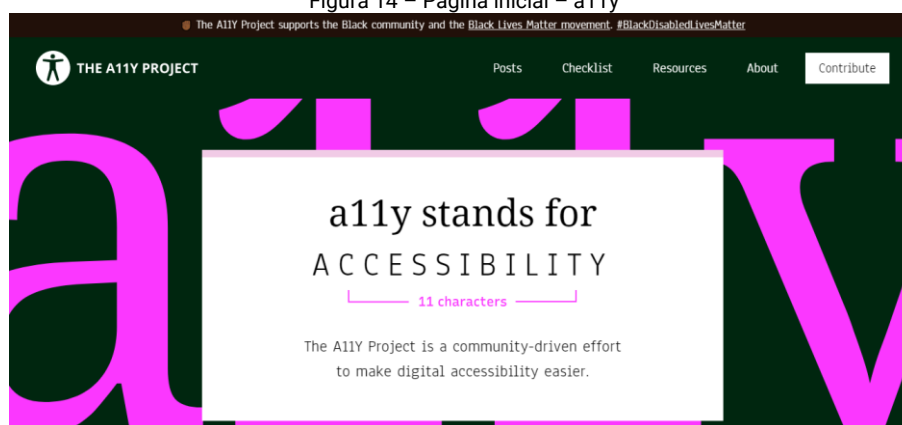 Figura 14 – Página inicial – a11y
The A11Y Project supports the Black community and the Black Lives Matter movement. #BlackDisabledLivesMatter
THE A11Y PROJECT
Posts
Checklist
Resources
About
Contribute
a11y
a11y stands for
ACCESSIBILITY
11 characters
The A11Y Project is a community-driven effort
to make digital accessibility easier.